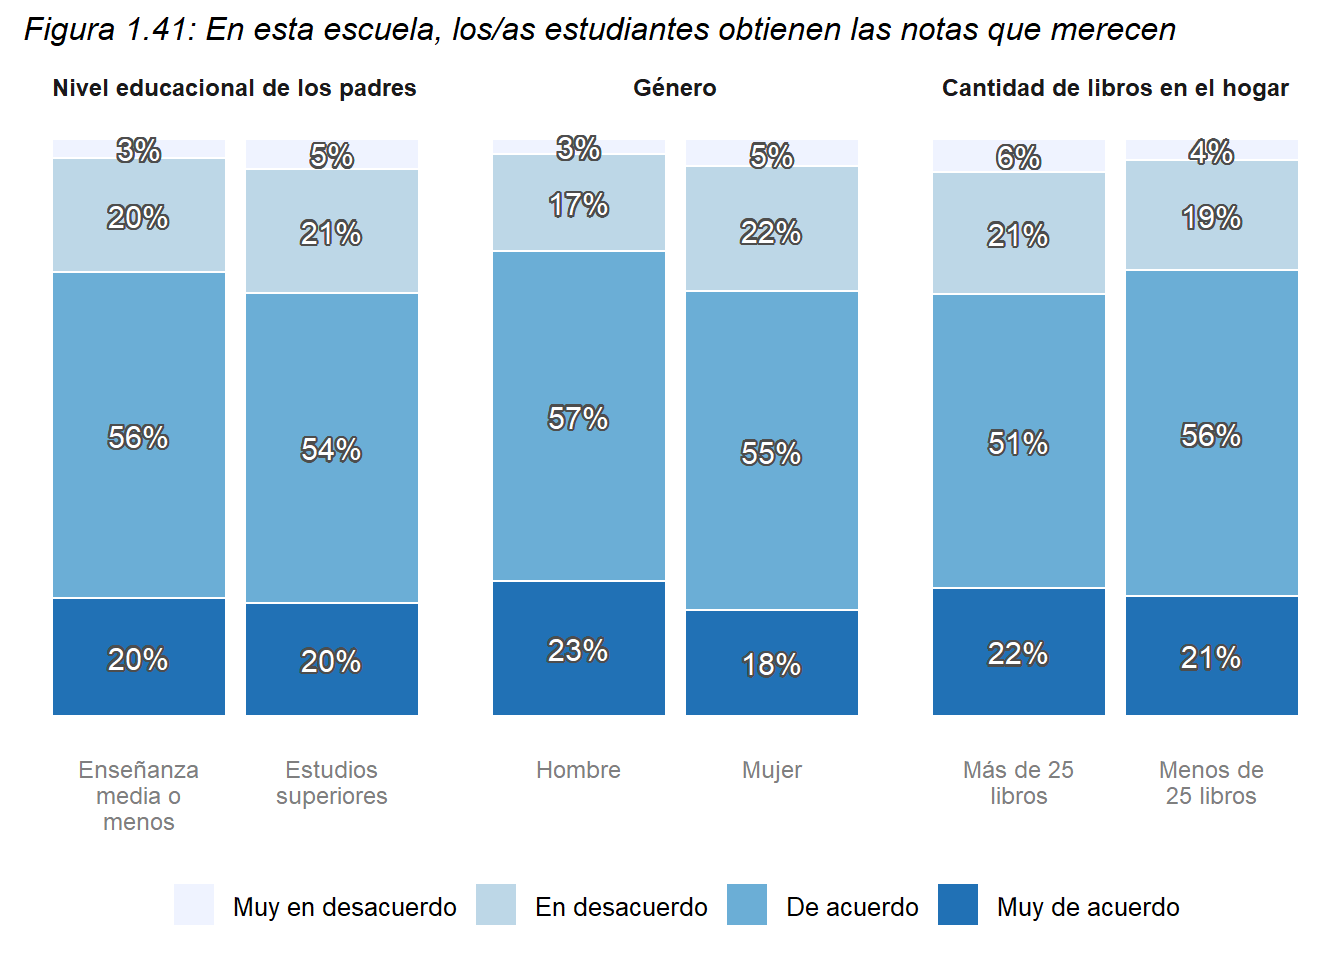 Figura 1.41: En esta escuela, los/as estudiantes obtienen las notas que merecen
Nivel educacional de los padres
3%
5%
20%
21%
56%
54%
20%
20%
Enseñanza
media o
menos
Estudios
superiores
Género
3%
5%
17%
22%
57%
55%
23%
18%
Hombre
Mujer
Cantidad de libros en el hogar
6%
4%
21%
19%
51%
56%
22%
21%
Más de 25
libros
Menos de
25 libros
Muy en desacuerdo
En desacuerdo
De acuerdo
Muy de acuerdo